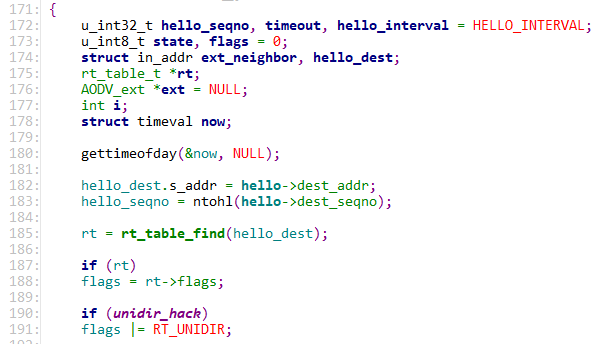 171: {
172: u_int32_t hello_seqno, timeout, hello_interval = HELLO_INTERVAL;
173: u_int8_t state, flags = 0;
174: struct in_addr ext_neighbor, hello_dest;
175: rt_table_t *rt;
176: AODV_ext *ext = NULL;
177: int i;
178: struct timeval now;
179:
180: gettimeofday(&now, NULL);
181:
182: hello_dest.s_addr = hello->dest_addr;
183: hello_seqno = ntohl(hello->dest_seqno);
184:
185: rt = rt_table_find(hello_dest);
186:
187: if (rt)
188: flags = rt->flags;
189:
190: if (unidir_hack)
191: flags |= RT_UNIDIR;